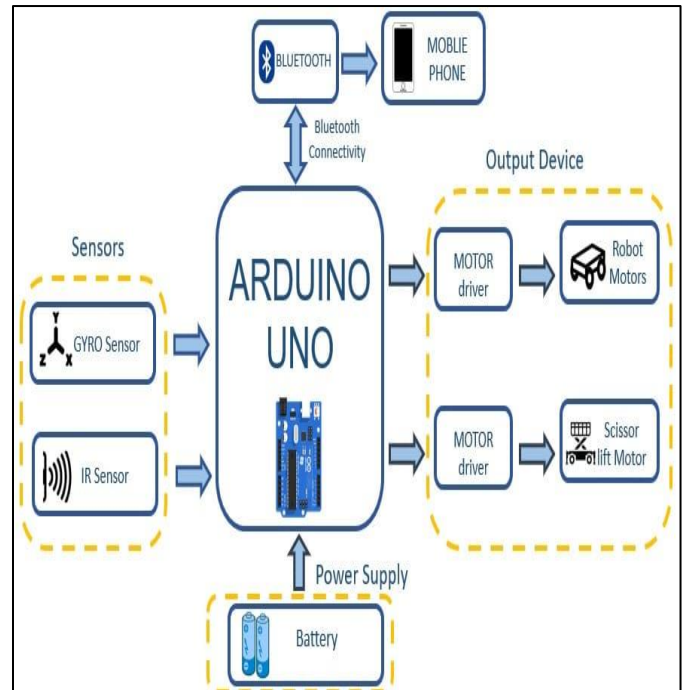 BLUETOOTH
MOBLIE
PHONE
Bluetooth
Connectivity
Output Device
Sensors
ARDUINO
UNO
MOTOR
driver
Robot
Motors
Y
Z
X
GYRO Sensor
IR Sensor
MOTOR
driver
Scissor
lift Motor
Power Supply
Battery